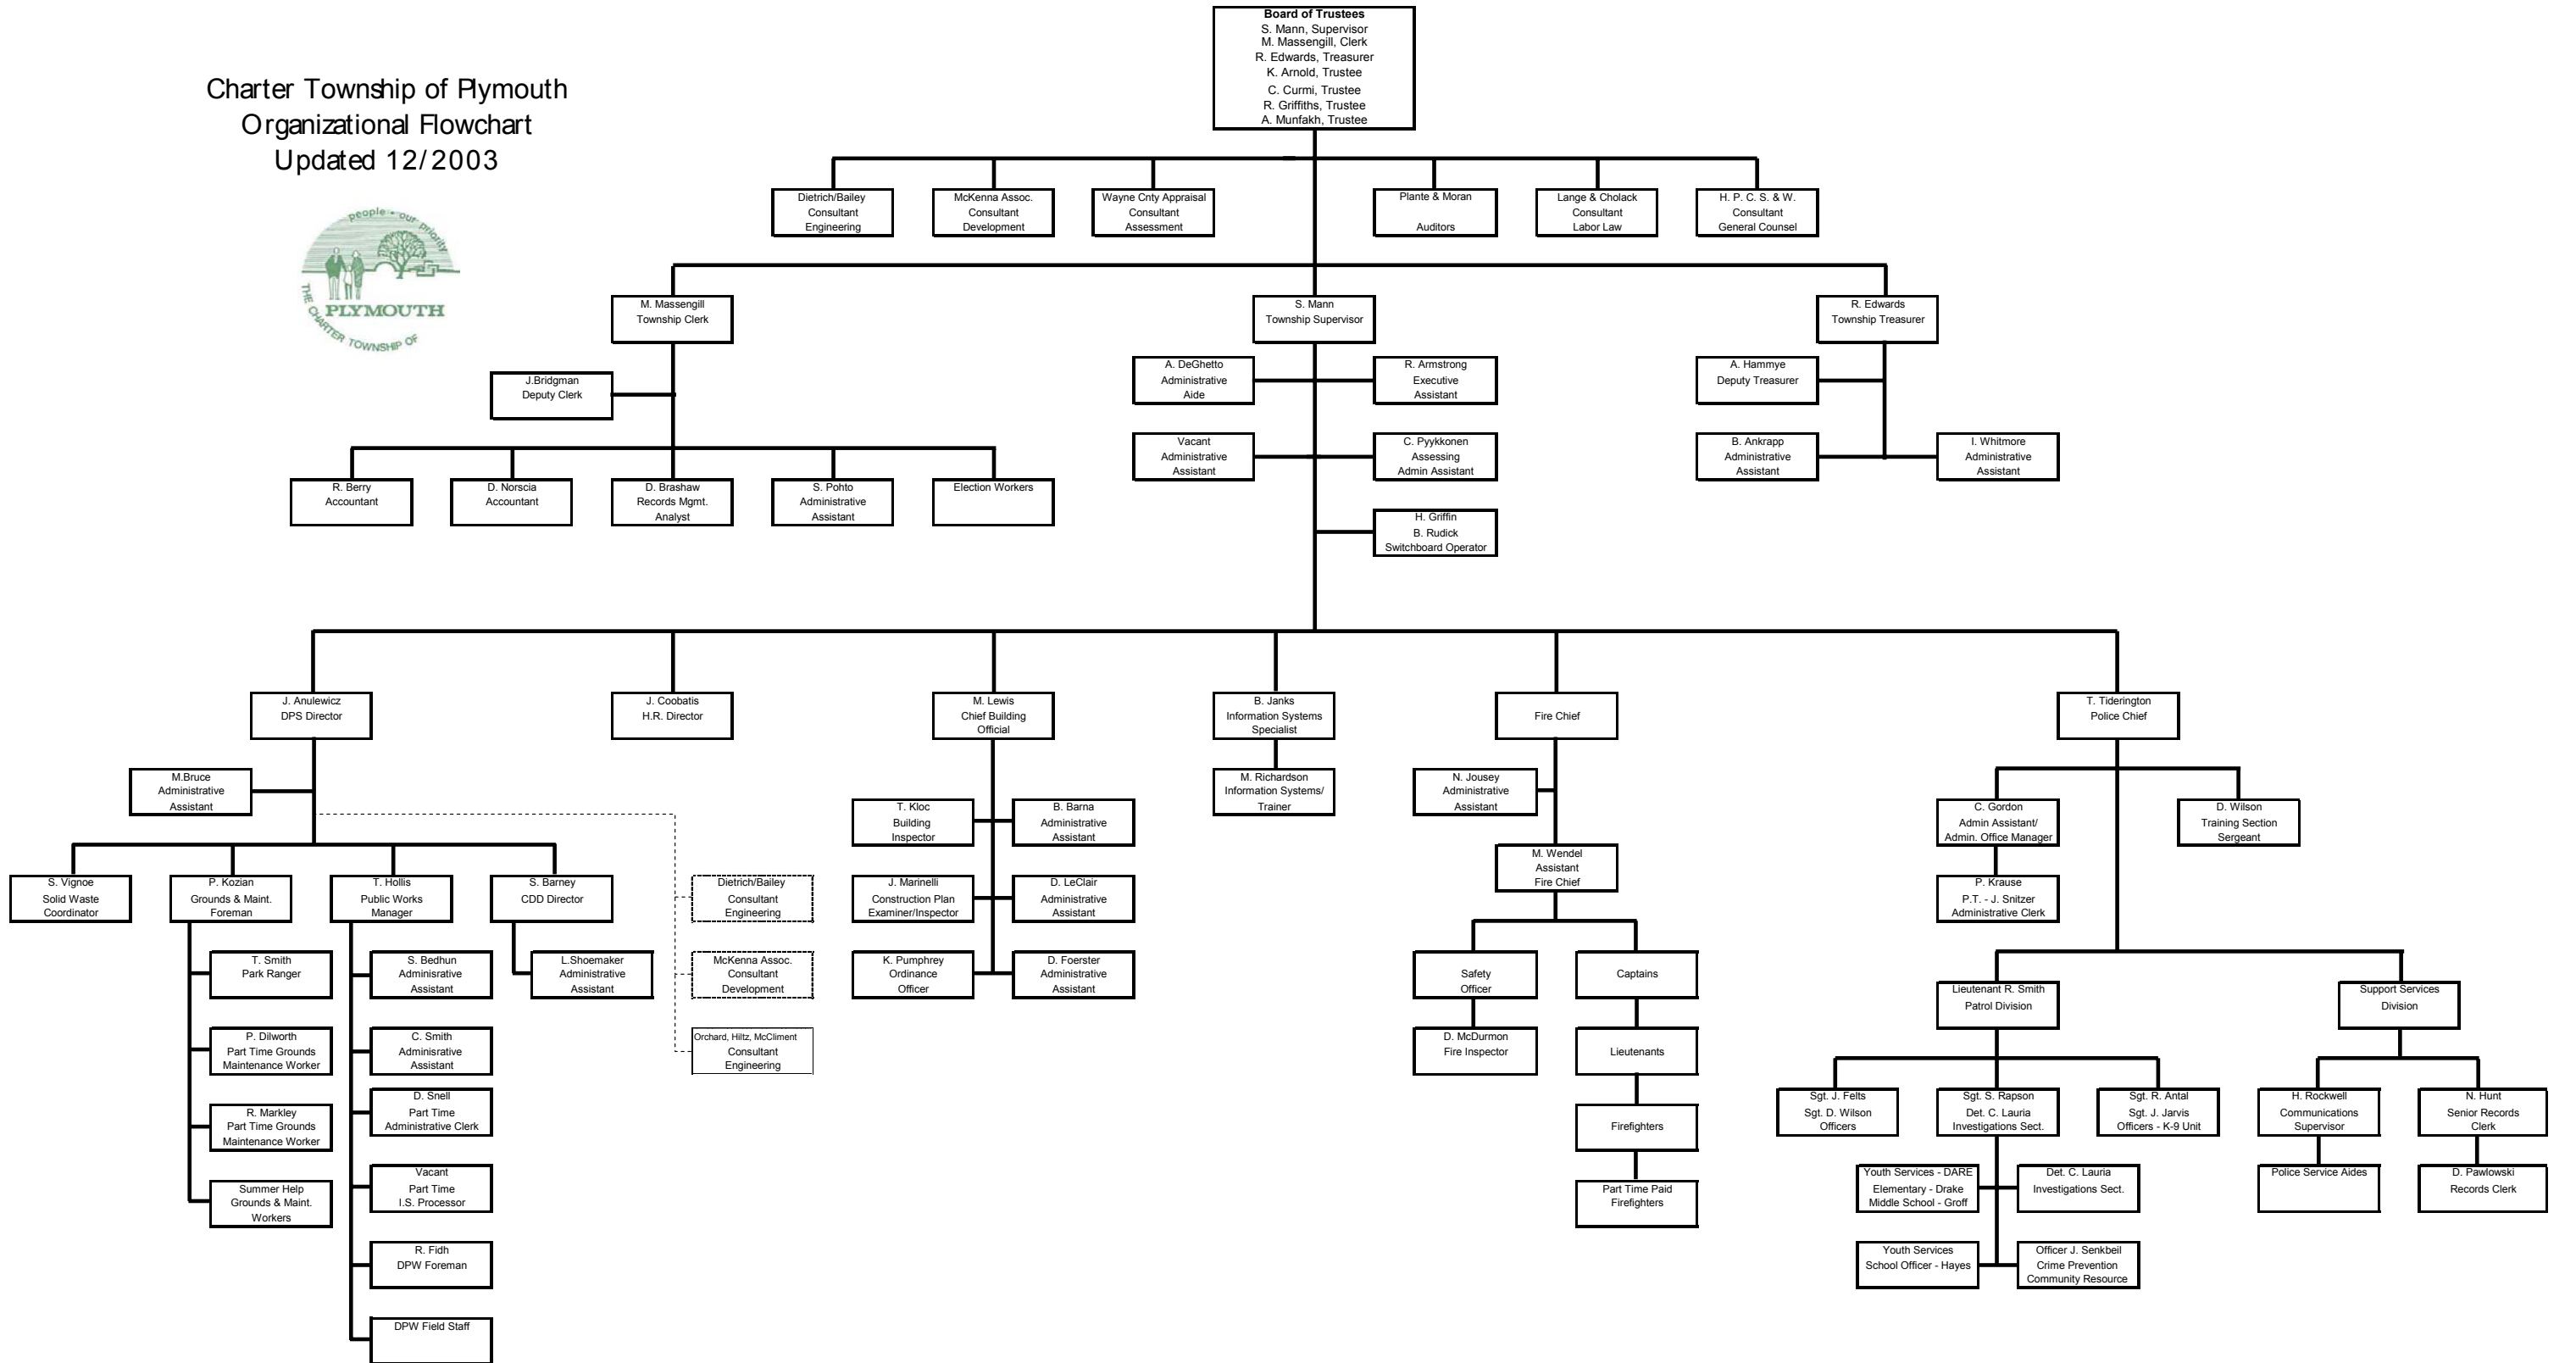 Board of Trustees
S. Mann, Supervisor
M. Massengill, Clerk
R. Edwards, Treasurer
K. Arnold, Trustee
C. Curmi, Trustee
R. Griffiths, Trustee
A. Munfakh, Trustee
Charter Township of Plymouth
Organizational Flowchart
Updated 12/2003
people • our priority
PLYMOUTH
THE CHARTER TOWNSHIP OF
Dietrich/Bailey
Consultant
Engineering
McKenna Assoc.
Consultant
Development
Wayne Cnty Appraisal
Consultant
Assessment
Plante & Moran
Auditors
Lange & Cholack
Consultant
Labor Law
H. P. C. S. & W.
Consultant
General Counsel
M. Massengill
Township Clerk
S. Mann
Township Supervisor
R. Edwards
Township Treasurer
J.Bridgman
Deputy Clerk
A. DeGhetto
Administrative
Aide
R. Armstrong
Executive
Assistant
A. Hammye
Deputy Treasurer
Vacant
Administrative
Assistant
C. Pyykkonen
Assessing
Admin Assistant
B. Ankrapp
Administrative
Assistant
I. Whitmore
Administrative
Assistant
R. Berry
Accountant
D. Norscia
Accountant
D. Brashaw
Records Mgmt.
Analyst
S. Pohto
Administrative
Assistant
Election Workers
H. Griffin
B. Rudick
Switchboard Operator
J. Anulewicz
DPS Director
J. Coobatis
H.R. Director
M. Lewis
Chief Building
Official
B. Janks
Information Systems
Specialist
Fire Chief
T. Tiderington
Police Chief
M.Bruce
Administrative
Assistant
M. Richardson
Information Systems/
Trainer
N. Jousey
Administrative
Assistant
T. Kloc
Building
Inspector
B. Barna
Administrative
Assistant
C. Gordon
Admin Assistant/
Admin. Office Manager
D. Wilson
Training Section
Sergeant
M. Wendel
Assistant
Fire Chief
S. Vignoe
Solid Waste
Coordinator
P. Kozian
Grounds & Maint.
Foreman
T. Hollis
Public Works
Manager
S. Barney
CDD Director
Dietrich/Bailey
Consultant
Engineering
J. Marinelli
Construction Plan
Examiner/Inspector
D. LeClair
Administrative
Assistant
P. Krause
P.T. - J. Snitzer
Administrative Clerk
T. Smith
Park Ranger
S. Bedhun
Adminisrative
Assistant
L.Shoemaker
Administrative
Assistant
McKenna Assoc.
Consultant
Development
K. Pumphrey
Ordinance
Officer
D. Foerster
Administrative
Assistant
Safety
Officer
Captains
Lieutenant R. Smith
Patrol Division
Support Services
Division
P. Dilworth
Part Time Grounds
Maintenance Worker
C. Smith
Adminisrative
Assistant
Orchard, Hiltz, McCliment
Consultant
Engineering
D. McDurmon
Fire Inspector
Lieutenants
R. Markley
Part Time Grounds
Maintenance Worker
D. Snell
Part Time
Administrative Clerk
Firefighters
Sgt. J. Felts
Sgt. D. Wilson
Officers
Sgt. S. Rapson
Det. C. Lauria
Investigations Sect.
Sgt. R. Antal
Sgt. J. Jarvis
Officers - K-9 Unit
H. Rockwell
Communications
Supervisor
N. Hunt
Senior Records
Clerk
Summer Help
Grounds & Maint.
Workers
Vacant
Part Time
I.S. Processor
Part Time Paid
Firefighters
Youth Services - DARE
Elementary - Drake
Middle School - Groff
Det. C. Lauria
Investigations Sect.
Police Service Aides
D. Pawlowski
Records Clerk
R. Fidh
DPW Foreman
Youth Services
School Officer - Hayes
Officer J. Senkbeil
Crime Prevention
Community Resource
DPW Field Staff